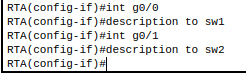 RTA(config-if)#int g0/0
RTA(config-if)#description to sw1
RTA(config-if)#int g0/1
RTA(config-if)#description to sw2
RTA(config-if)#